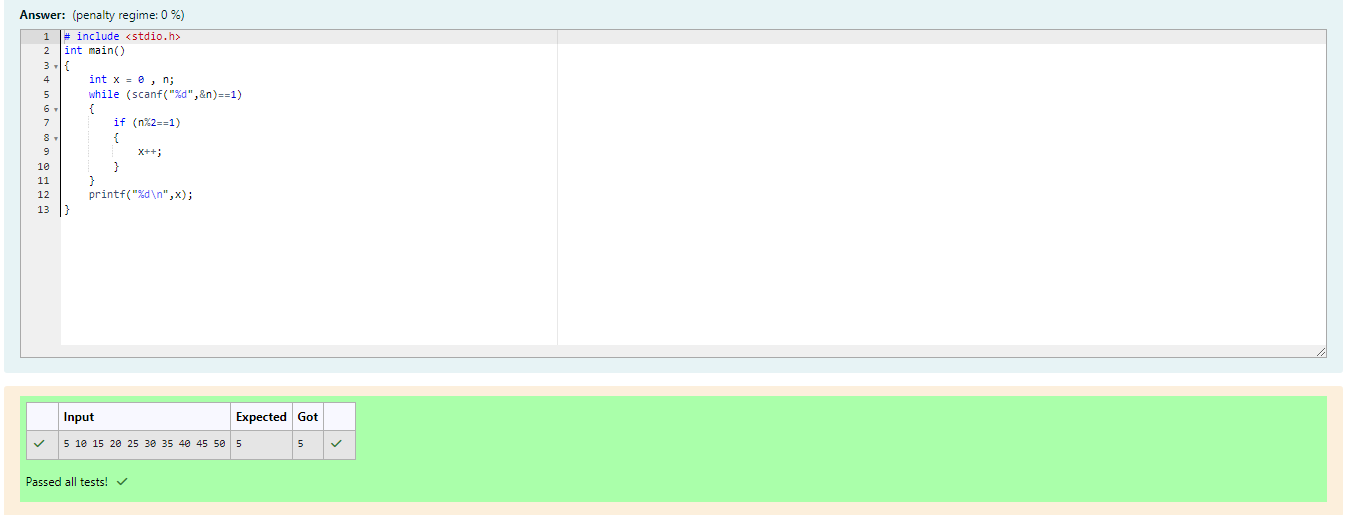 Answer: (penalty regime: 0 %)
1 # include <stdio.h>
2 int main()
3 {
4     int x = 0 , n;
5     while (scanf("%d",&n)==1)
6     {
7         if (n%2==1)
8         {
9             x++;
10         }
11     }
12     printf("%d\n",x);
13 }
Input Expected Got
5 10 15 20 25 30 35 40 45 50 5 5
Passed all tests!